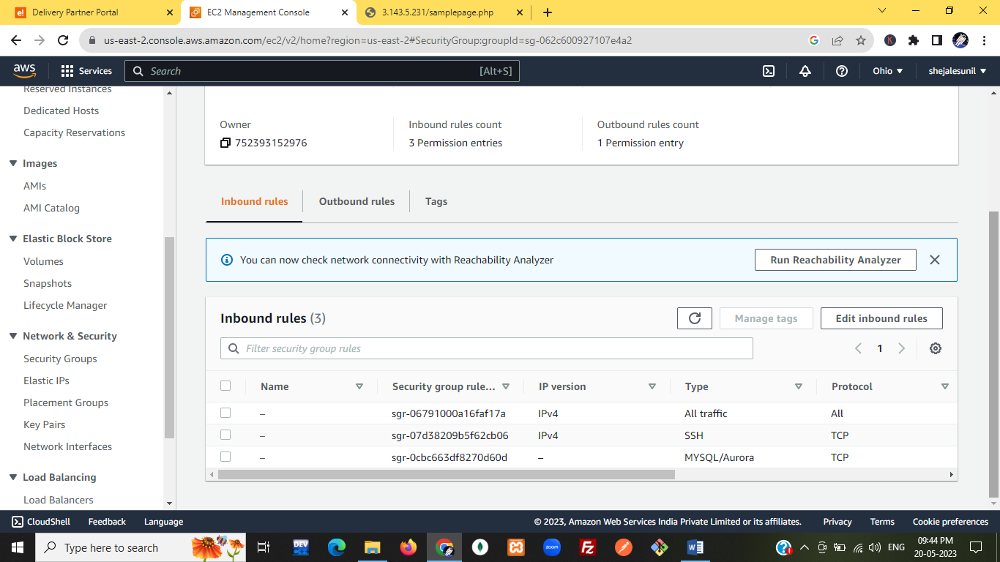 Delivery Partner Portal
EC2 Management Console
3.143.5.231/samplepage.php
us-east-2.console.aws.amazon.com/ec2/v2/home?region=us-east-2#SecurityGroup:groupId=sg-062c600927107e4a2
aws
Services
Search
[Alt+S]
Ohio
shejalesunil
Reserved Instances
Dedicated Hosts
Capacity Reservations
Images
AMIs
AMI Catalog
Elastic Block Store
Volumes
Snapshots
Lifecycle Manager
Network & Security
Security Groups
Elastic IPs
Placement Groups
Key Pairs
Network Interfaces
Load Balancing
Load Balancers
Owner
752393152976
Inbound rules count
3 Permission entries
Outbound rules count
1 Permission entry
Inbound rules
Outbound rules
Tags
You can now check network connectivity with Reachability Analyzer
Run Reachability Analyzer
Inbound rules (3)
Manage tags
Edit inbound rules
Filter security group rules
1
Name Security group rule... IP version Type Protocol
– sgr-06791000a16faf17a IPv4 All traffic All
– sgr-07d38209b5f62cb06 IPv4 SSH TCP
– sgr-0cbc663df8270d60d – MYSQL/Aurora TCP
CloudShell
Feedback
Language
© 2023, Amazon Web Services India Private Limited or its affiliates.
Privacy
Terms
Cookie preferences
Type here to search
DEV
zoom
ENG
09:44 PM
20-05-2023